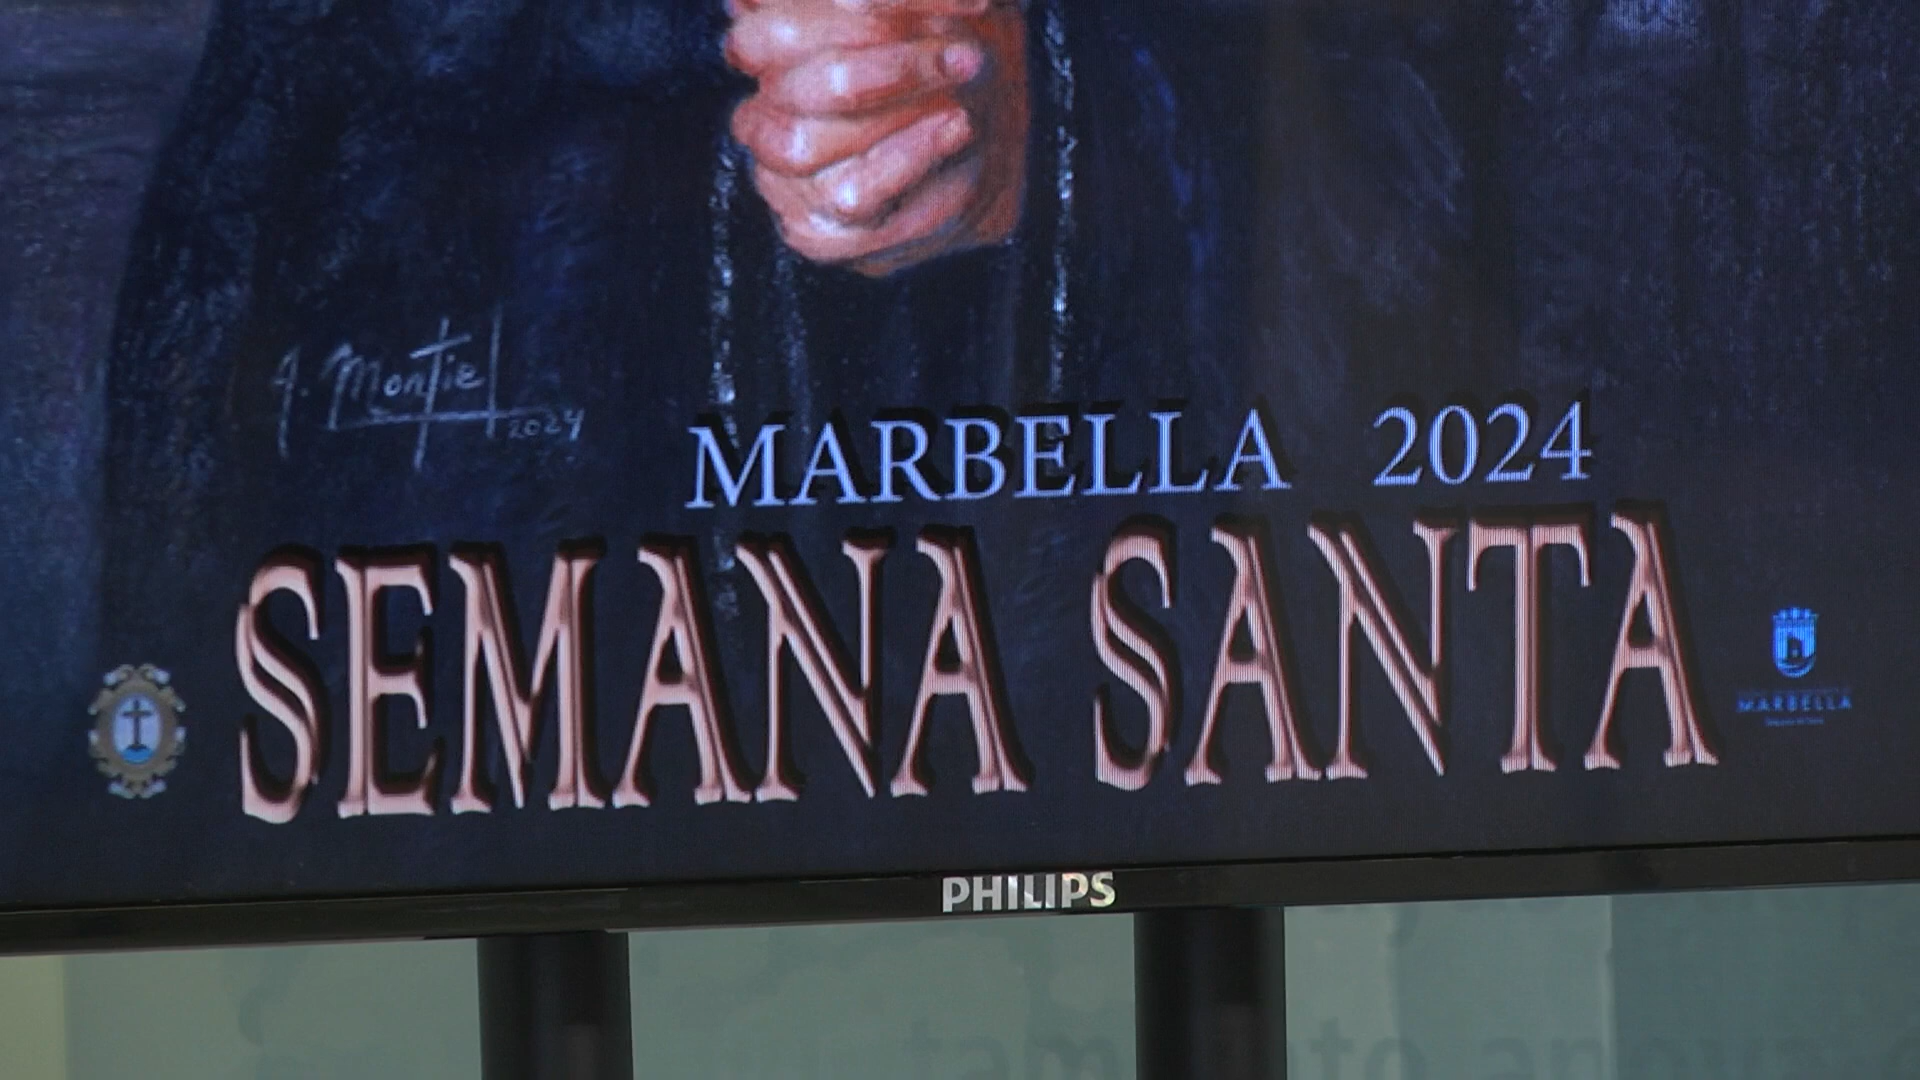 J. Montiel
2024
MARBELLA 2024
SEMANA SANTA
MARBELLA
PHILIPS